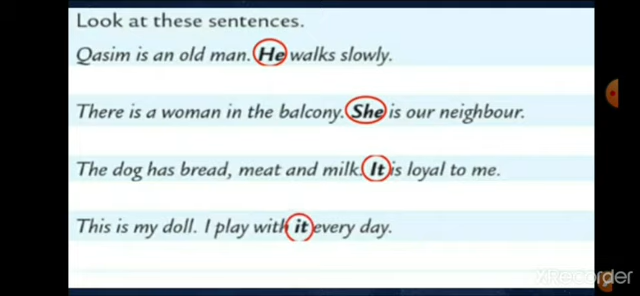 Look at these sentences.
Qasim is an old man. He walks slowly.
There is a woman in the balcony. She is our neighbour.
The dog has bread, meat and milk. It is loyal to me.
This is my doll. I play with it every day.
XRecorder